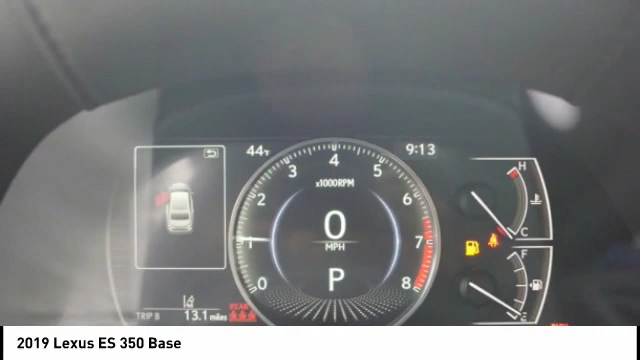 44°F
9:13
0 1 2 3 4 5 6 7 8
x1000RPM
0
MPH
P
H
C
F
E
TRIP B 13.1 miles
REAR
2019 Lexus ES 350 Base